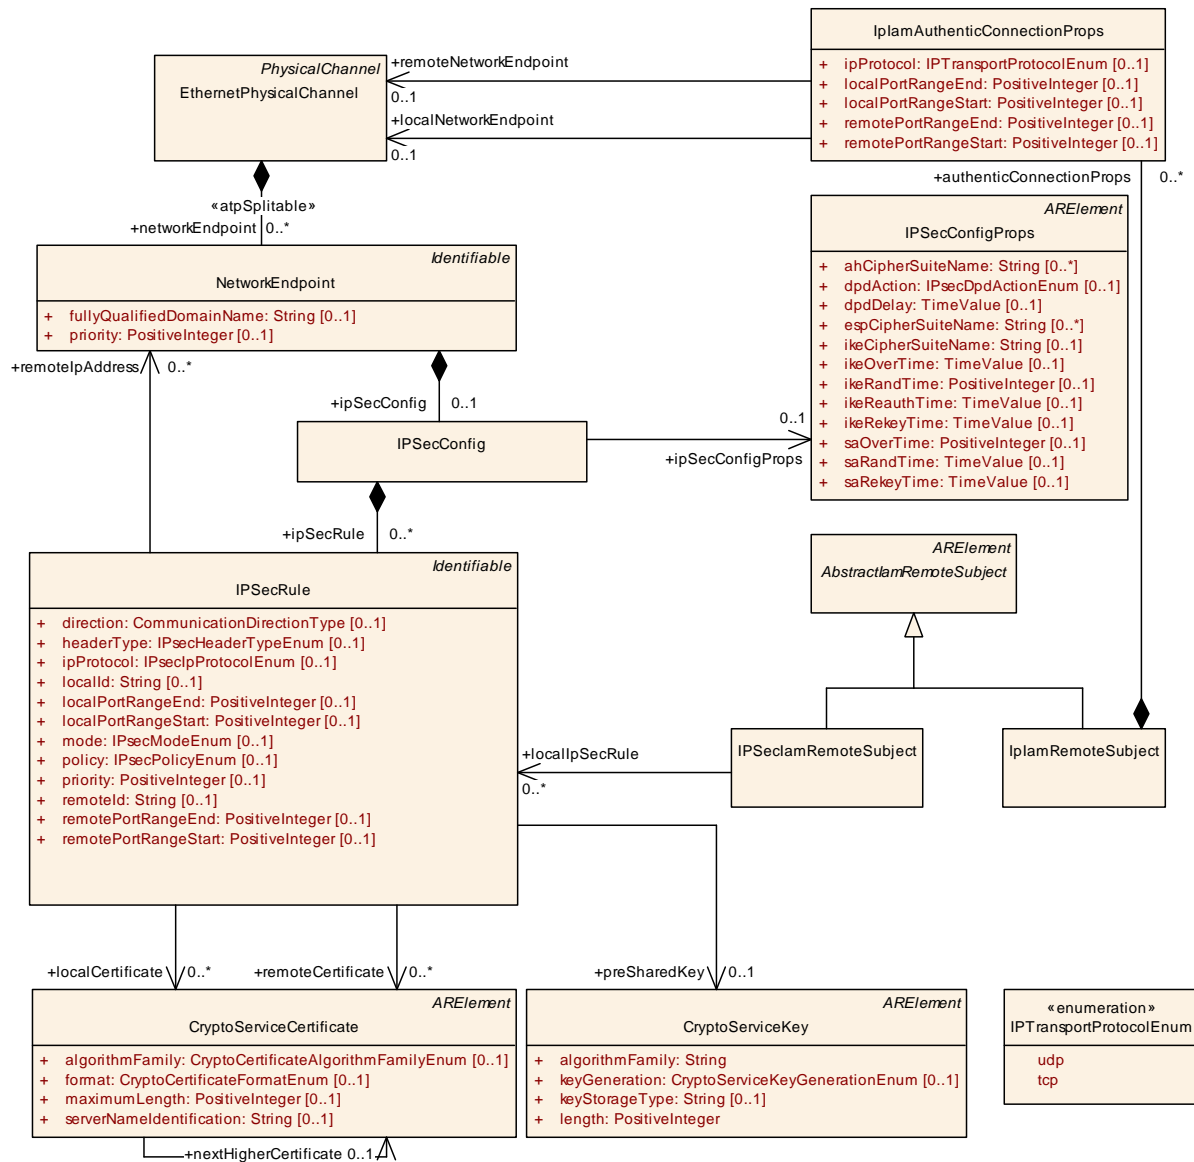 IpIamAuthenticConnectionProps
+ ipProtocol: IPTransportProtocolEnum [0..1]
+ localPortRangeEnd: PositiveInteger [0..1]
+ localPortRangeStart: PositiveInteger [0..1]
+ remotePortRangeEnd: PositiveInteger [0..1]
+ remotePortRangeStart: PositiveInteger [0..1]
PhysicalChannel
EthernetPhysicalChannel
+remoteNetworkEndpoint
0..1
+localNetworkEndpoint
0..1
+authenticConnectionProps
0..*
«atpSplitable»
+networkEndpoint
0..*
ARElement
IPSecConfigProps
+ ahCipherSuiteName: String [0..*]
+ dpdAction: IPsecDpdActionEnum [0..1]
+ dpdDelay: TimeValue [0..1]
+ espCipherSuiteName: String [0..*]
+ ikeCipherSuiteName: String [0..1]
+ ikeOverTime: TimeValue [0..1]
+ ikeRandTime: PositiveInteger [0..1]
+ ikeReauthTime: TimeValue [0..1]
+ ikeRekeyTime: TimeValue [0..1]
+ saOverTime: PositiveInteger [0..1]
+ saRandTime: TimeValue [0..1]
+ saRekeyTime: TimeValue [0..1]
Identifiable
NetworkEndpoint
+ fullyQualifiedDomainName: String [0..1]
+ priority: PositiveInteger [0..1]
+remoteIpAddress
0..*
+ipSecConfig
0..1
IPSecConfig
0..1
+ipSecConfigProps
+ipSecRule
0..*
Identifiable
IPSecRule
+ direction: CommunicationDirectionType [0..1]
+ headerType: IPsecHeaderTypeEnum [0..1]
+ ipProtocol: IPsecIpProtocolEnum [0..1]
+ localId: String [0..1]
+ localPortRangeEnd: PositiveInteger [0..1]
+ localPortRangeStart: PositiveInteger [0..1]
+ mode: IPsecModeEnum [0..1]
+ policy: IPsecPolicyEnum [0..1]
+ priority: PositiveInteger [0..1]
+ remoteId: String [0..1]
+ remotePortRangeEnd: PositiveInteger [0..1]
+ remotePortRangeStart: PositiveInteger [0..1]
ARElement
AbstractIamRemoteSubject
IPSecIamRemoteSubject
IpIamRemoteSubject
+localIpSecRule
0..*
+localCertificate
0..*
+remoteCertificate
0..*
+preSharedKey
0..1
ARElement
CryptoServiceCertificate
+ algorithmFamily: CryptoCertificateAlgorithmFamilyEnum [0..1]
+ format: CryptoCertificateFormatEnum [0..1]
+ maximumLength: PositiveInteger [0..1]
+ serverNameIdentification: String [0..1]
+nextHigherCertificate 0..1
ARElement
CryptoServiceKey
+ algorithmFamily: String
+ keyGeneration: CryptoServiceKeyGenerationEnum [0..1]
+ keyStorageType: String [0..1]
+ length: PositiveInteger
«enumeration»
IPTransportProtocolEnum
udp
tcp